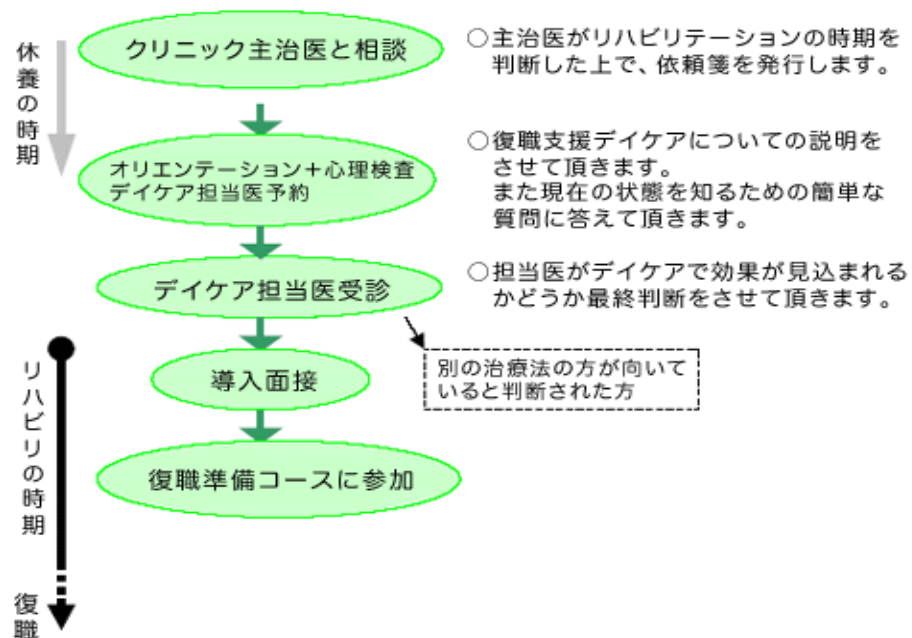 休養の時期
クリニック主治医と相談
○主治医がリハビリテーションの時期を
判断した上で、依頼箋を発行します。
オリエンテーション＋心理検査
デイケア担当医予約
○復職支援デイケアについての説明を
させて頂きます。
また現在の状態を知るための簡単な
質問に答えて頂きます。
デイケア担当医受診
○担当医がデイケアで効果が見込まれる
かどうか最終判断をさせて頂きます。
別の治療法の方が向いて
いると判断された方
リハビリの時期
導入面接
復職準備コースに参加
復職